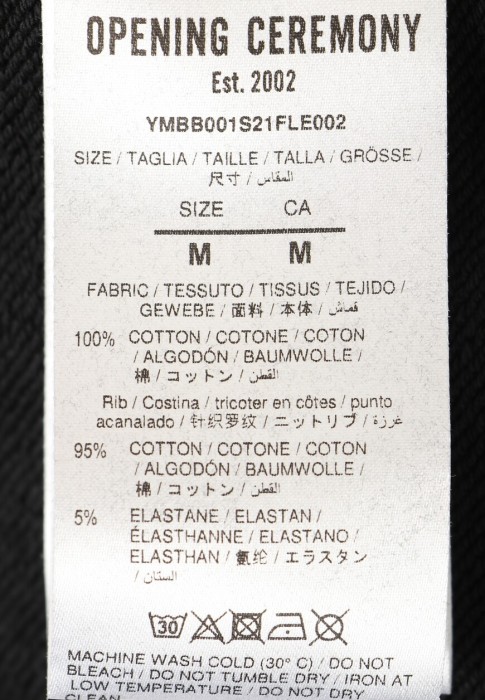 OPENING CEREMONY
Est. 2002
YMBB001S21FLE002
SIZE / TAGLIA / TAILLE / TALLA / GRÖSSE /
尺寸 / المقاس /
SIZE CA
M M
FABRIC / TESSUTO / TISSUS / TEJIDO /
GEWEBE / 面料 / 本体 / قماش /
100% COTTON / COTONE / COTON
/ ALGODÓN / BAUMWOLLE /
棉 / コットン / القطن
Rib / Costina / tricoter en côtes / punto
acanalado / 针织罗纹 / ニットリブ / غرزة /
95% COTTON / COTONE / COTON
/ ALGODÓN / BAUMWOLLE /
棉 / コットン / القطن
5% ELASTANE / ELASTAN /
ÉLASTHANNE / ELASTANO /
ELASTHAN / 氨纶 / エラスタン
/ الستان
30
MACHINE WASH COLD (30° C) / DO NOT
BLEACH / DO NOT TUMBLE DRY / IRON AT
LOW TEMPERATURE / DO NOT DRY
CLEAN